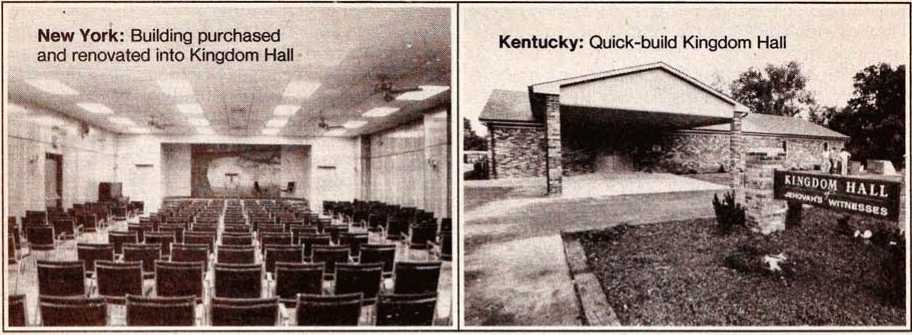 New York: Building purchased
and renovated into Kingdom Hall
Kentucky: Quick-build Kingdom Hall
KINGDOM HALL
OF
JEHOVAH'S WITNESSES